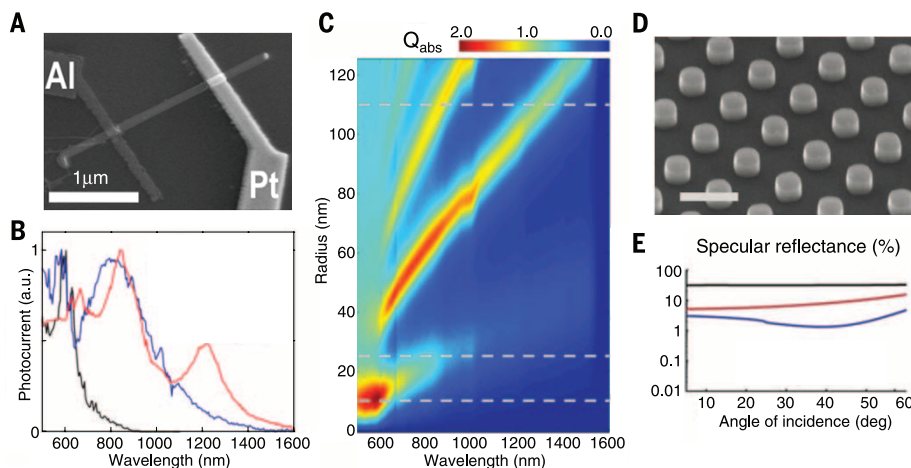 A
Al
Pt
1μm
B
Photocurrent (a.u.)
1
0
600 800 1000 1200 1400 1600
Wavelength (nm)
C
Q_abs 2.0 1.0 0.0
Radius (nm)
120
100
80
60
40
20
0
600 800 1000 1200 1400 1600
Wavelength (nm)
D
E
Specular reflectance (%)
100
10
1
0.1
0.01
10 20 30 40 50 60
Angle of incidence (deg)